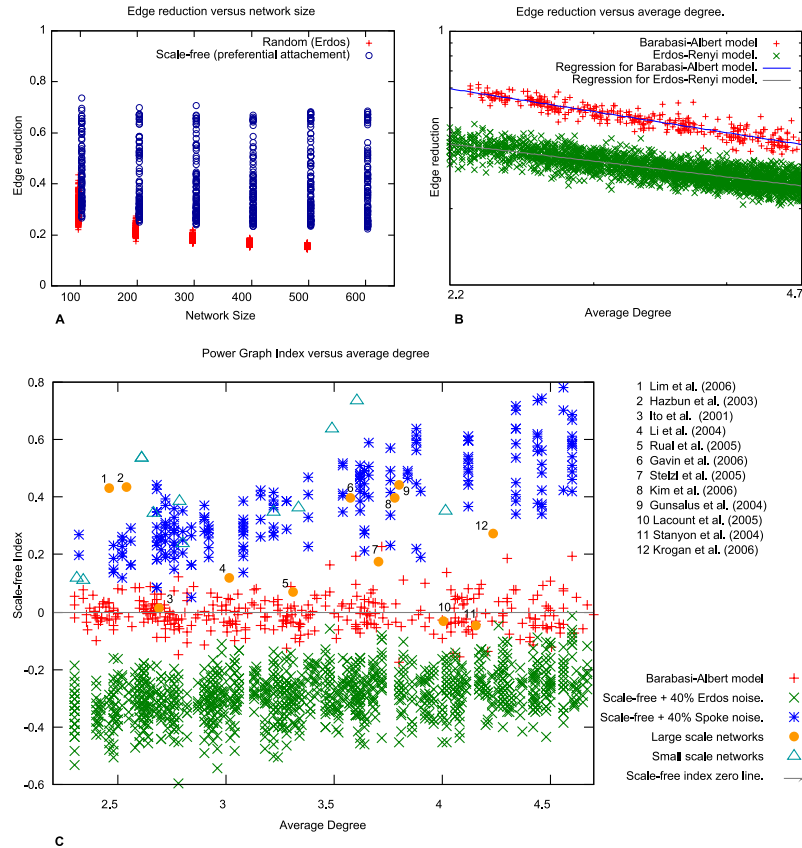 Edge reduction versus network size
1
0.8
0.6
0.4
0.2
0
Edge reduction
Random (Erdos)
Scale-free (preferential attachement)
100 200 300 400 500 600
Network Size
A
Edge reduction versus average degree.
Barabasi-Albert model
Erdos-Renyi model.
Regression for Barabasi-Albert model.
Regression for Erdos-Renyi model.
Edge reduction
2.2 4.7
Average Degree
B
Power Graph Index versus average degree
0.8
0.6
0.4
0.2
0
-0.2
-0.4
-0.6
Scale-free Index
1 2
3
4
5
6
7
8
9
10
11
12
2.5 3 3.5 4 4.5
Average Degree
C
1 Lim et al. (2006)
2 Hazbun et al. (2003)
3 Ito et al. (2001)
4 Li et al. (2004)
5 Rual et al. (2005)
6 Gavin et al. (2006)
7 Stelzl et al. (2005)
8 Kim et al. (2006)
9 Gunsalus et al. (2004)
10 Lacount et al. (2005)
11 Stanyon et al. (2004)
12 Krogan et al. (2006)
Barabasi-Albert model
Scale-free + 40% Erdos noise.
Scale-free + 40% Spoke noise.
Large scale networks
Small scale networks
Scale-free index zero line.